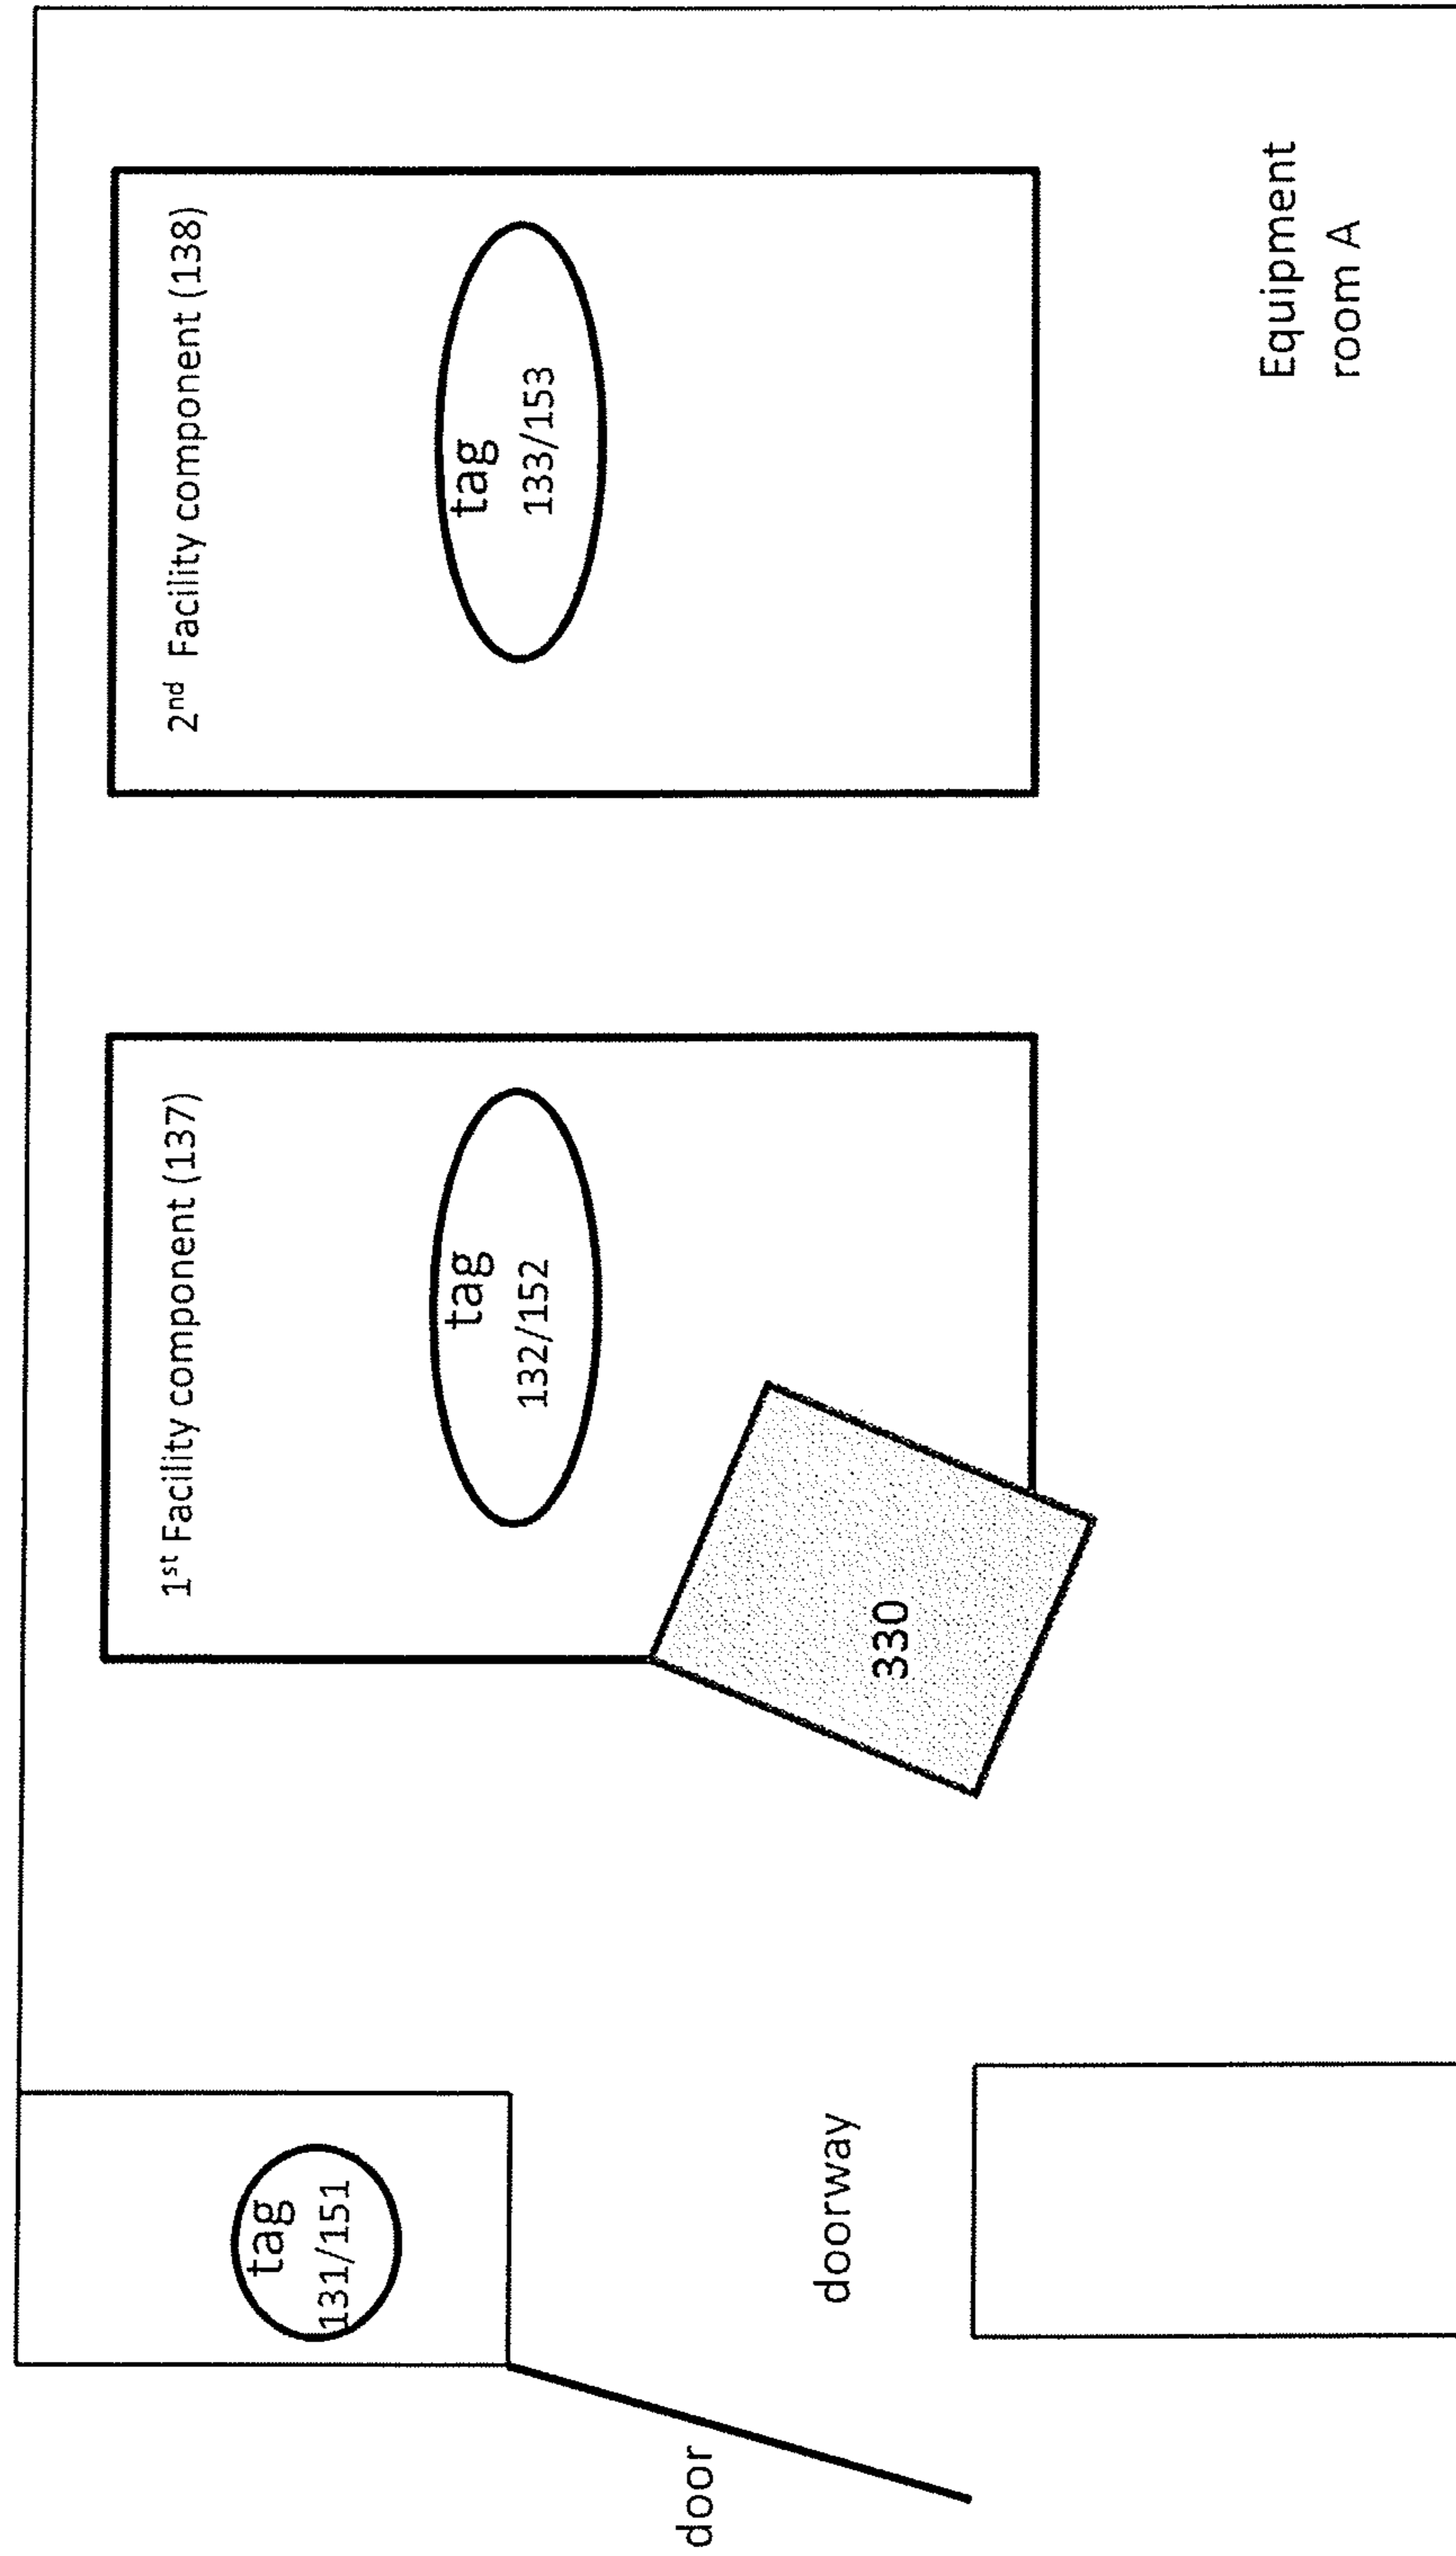 tag
131/151
door
doorway
1st Facility component (137)
tag
132/152
330
2nd Facility component (138)
tag
133/153
Equipment
room A